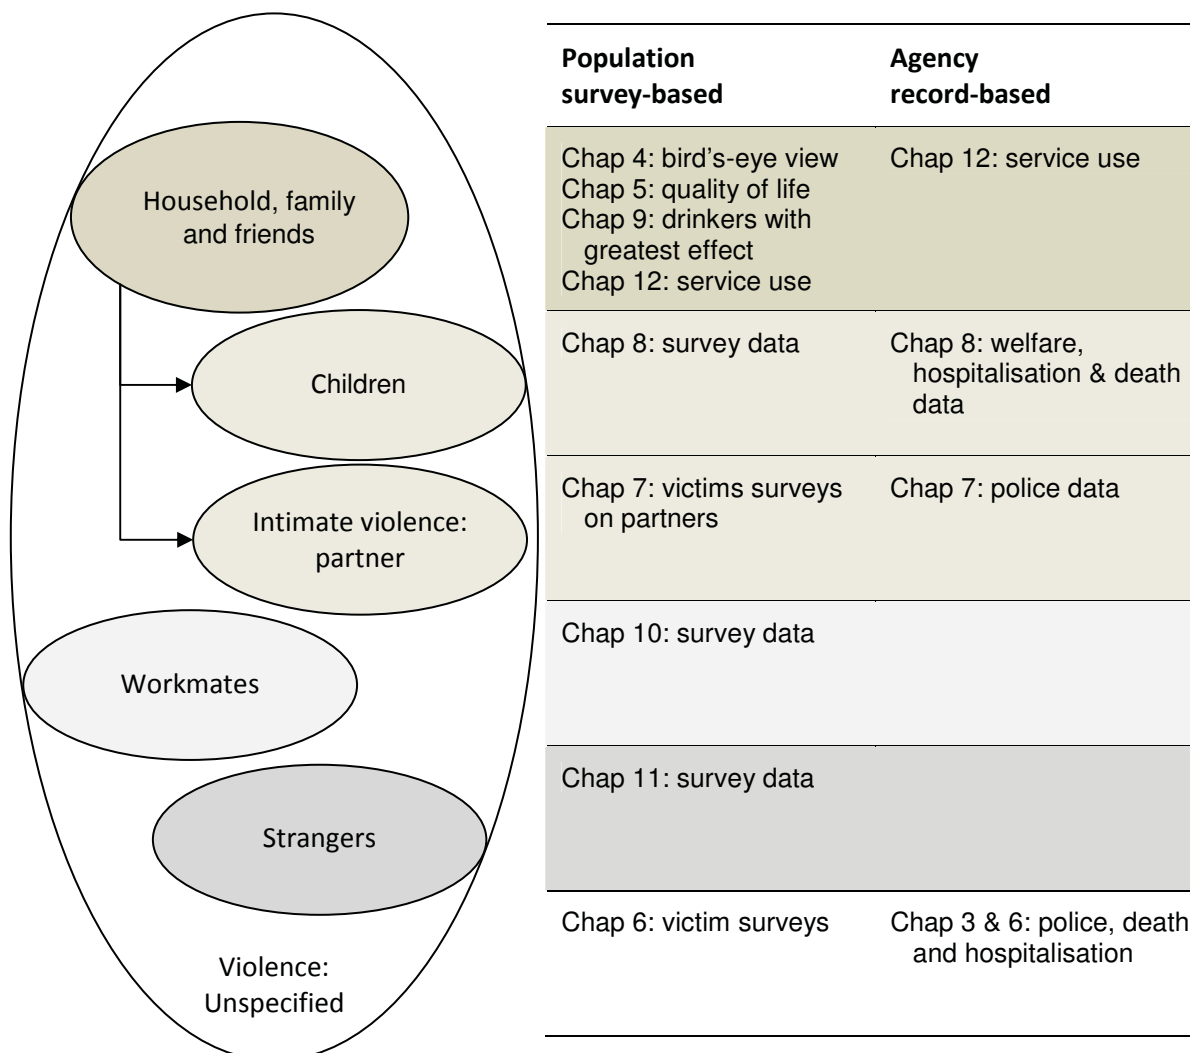 Population
survey-based
Agency
record-based
Household, family
and friends
Chap 4: bird's-eye view
Chap 5: quality of life
Chap 9: drinkers with
greatest effect
Chap 12: service use
Chap 12: service use
Children
Chap 8: survey data
Chap 8: welfare,
hospitalisation & death
data
Intimate violence:
partner
Chap 7: victims surveys
on partners
Chap 7: police data
Workmates
Chap 10: survey data
Strangers
Chap 11: survey data
Violence:
Unspecified
Chap 6: victim surveys
Chap 3 & 6: police, death
and hospitalisation